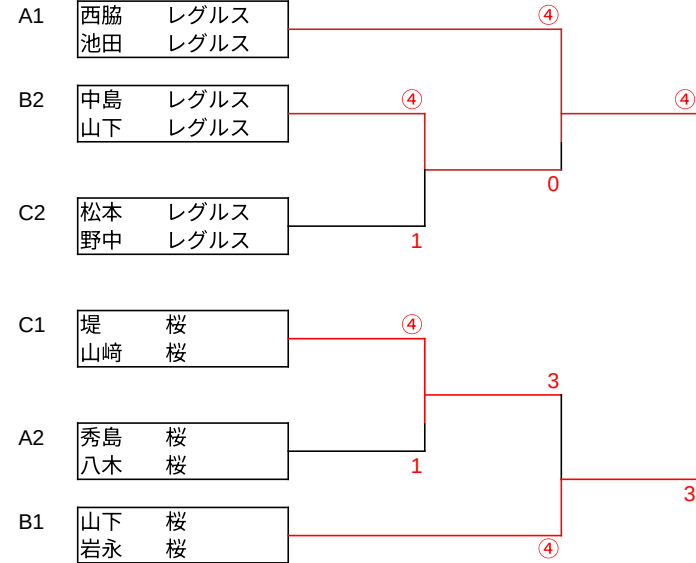 A1 西脇 レグルス ④
池田 レグルス
B2 中島 レグルス ④ ④
山下 レグルス
0
C2 松本 レグルス
野中 レグルス 1
C1 堤 桜 ④
山﨑 桜
3
A2 秀島 桜
八木 桜 1
3
B1 山下 桜
岩永 桜 ④